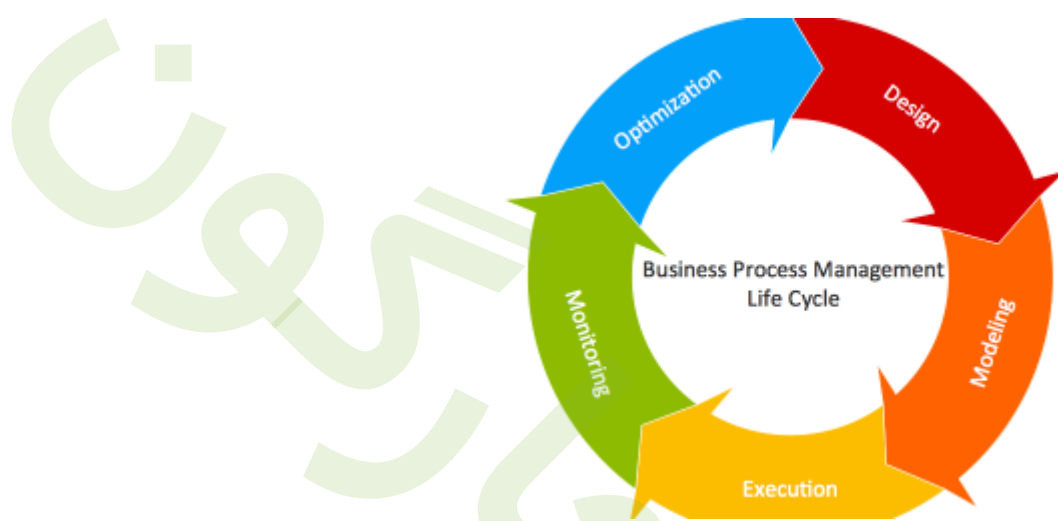 Optimization
Design
Business Process Management
Life Cycle
Monitoring
Modeling
Execution